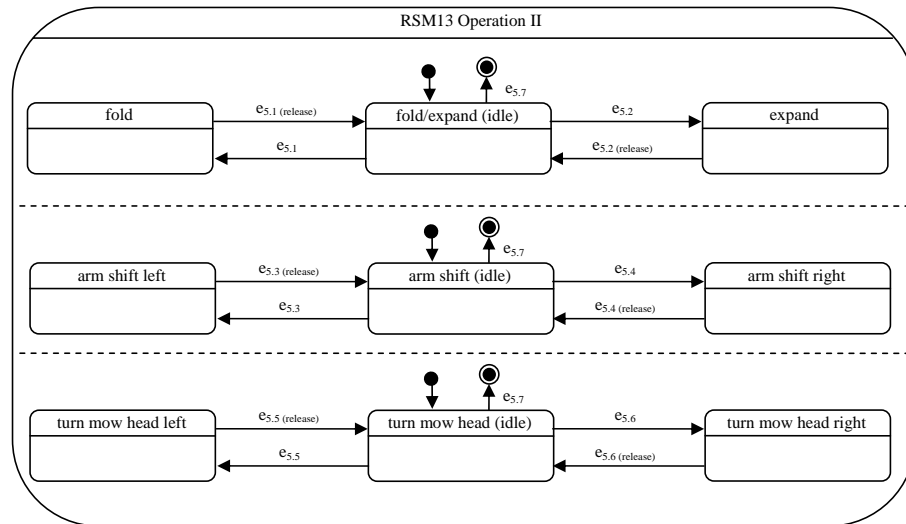 RSM13 Operation II
e5.7
fold
e5.1 (release)
fold/expand (idle)
e5.2
expand
e5.1
e5.2 (release)
e5.7
arm shift left
e5.3 (release)
arm shift (idle)
e5.4
arm shift right
e5.3
e5.4 (release)
e5.7
turn mow head left
e5.5 (release)
turn mow head (idle)
e5.6
turn mow head right
e5.5
e5.6 (release)